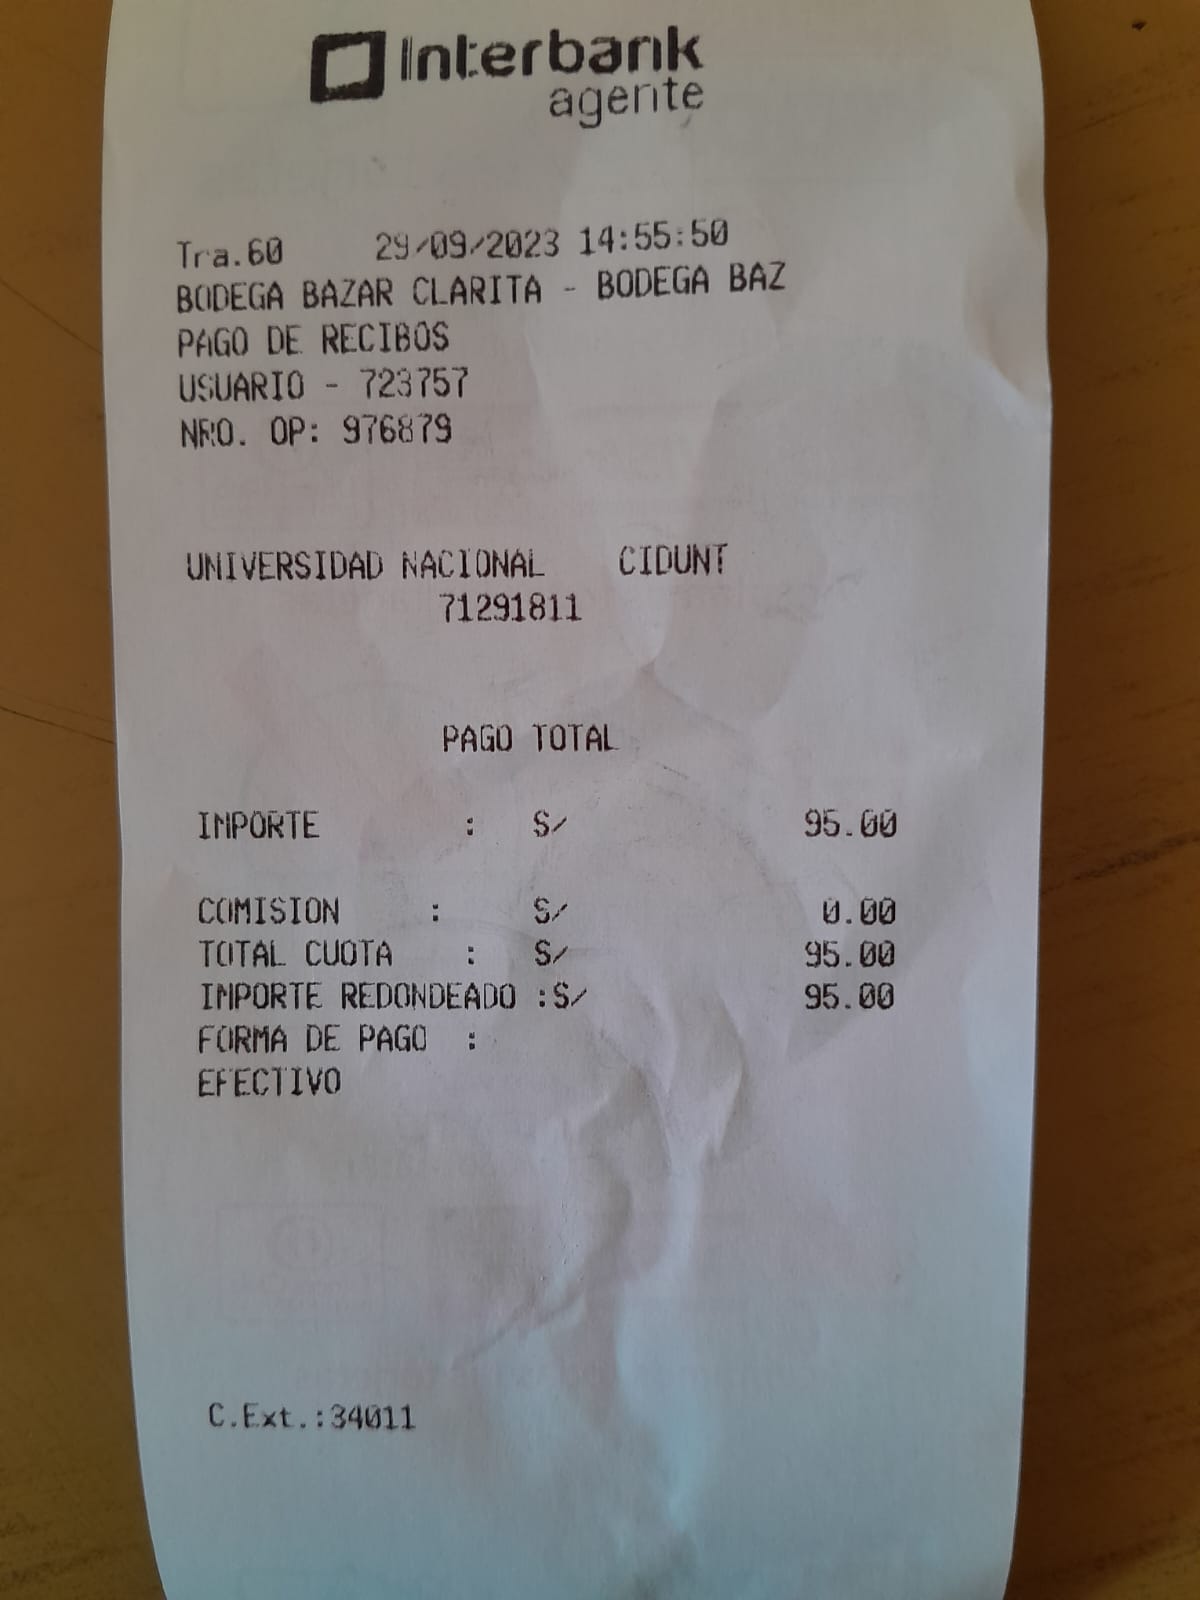 Interbank
agente
Tra.60 29/09/2023 14:55:50
BODEGA BAZAR CLARITA - BODEGA BAZ
PAGO DE RECIBOS
USUARIO - 723757
NRO. OP: 976879
UNIVERSIDAD NACIONAL CIDUNT
71291811
PAGO TOTAL
IMPORTE : S/ 95.00
COMISION : S/ 0.00
TOTAL CUOTA : S/ 95.00
IMPORTE REDONDEADO :S/ 95.00
FORMA DE PAGO :
EFECTIVO
C.Ext.:34011